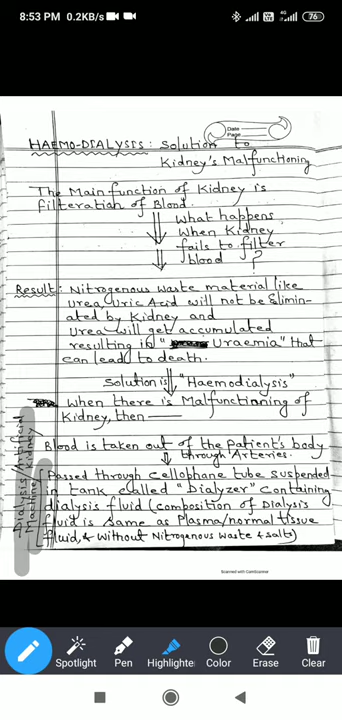 8:53 PM 0.2KB/s
4G
76
Date
Page
HAEMO-DIALYSIS: Solution to
Kidney's Malfunctioning
The Main function of Kidney is
filteration of Blood.
What happens
When Kidney
fails to filter
blood ?
Result: Nitrogenous waste material like
Urea, Uric Acid will not be Elimin-
ated by Kidney and
Urea will get accumulated
resulting in " Uraemia" that
can lead to death.
Solution is "Haemodialysis"
When there is Malfunctioning of
Kidney, then
Blood is taken out of the patient's body
through Arteries.
Dialysis/Artificial
Machine Kidney
Passed through cellophane tube suspended
in tank called "Dialyzer" containing
dialysis fluid (composition of Dialysis
fluid is same as Plasma/normal tissue
fluid, & without Nitrogenous waste & salts)
Scanned with CamScanner
Spotlight
Pen
Highlighter
Color
Erase
Clear